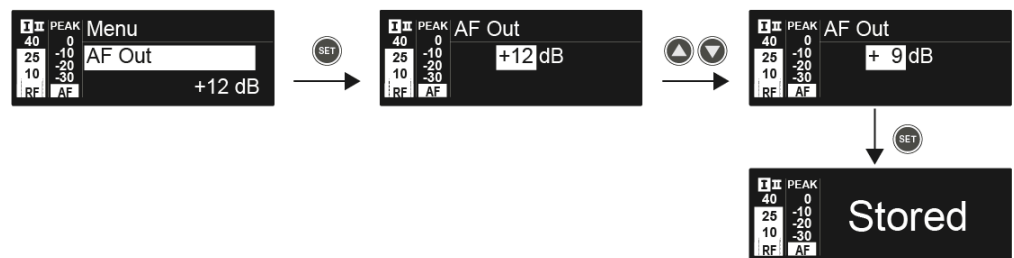 I II PEAK Menu
40 0
25 -10 AF Out
-20
10 -30
RF AF +12 dB
SET
I II PEAK AF Out
40 0
25 -10 +12 dB
-20
10 -30
RF AF
I II PEAK AF Out
40 0
25 -10 + 9 dB
-20
10 -30
RF AF
SET
I II PEAK
40 0
25 -10 Stored
-20
10 -30
RF AF